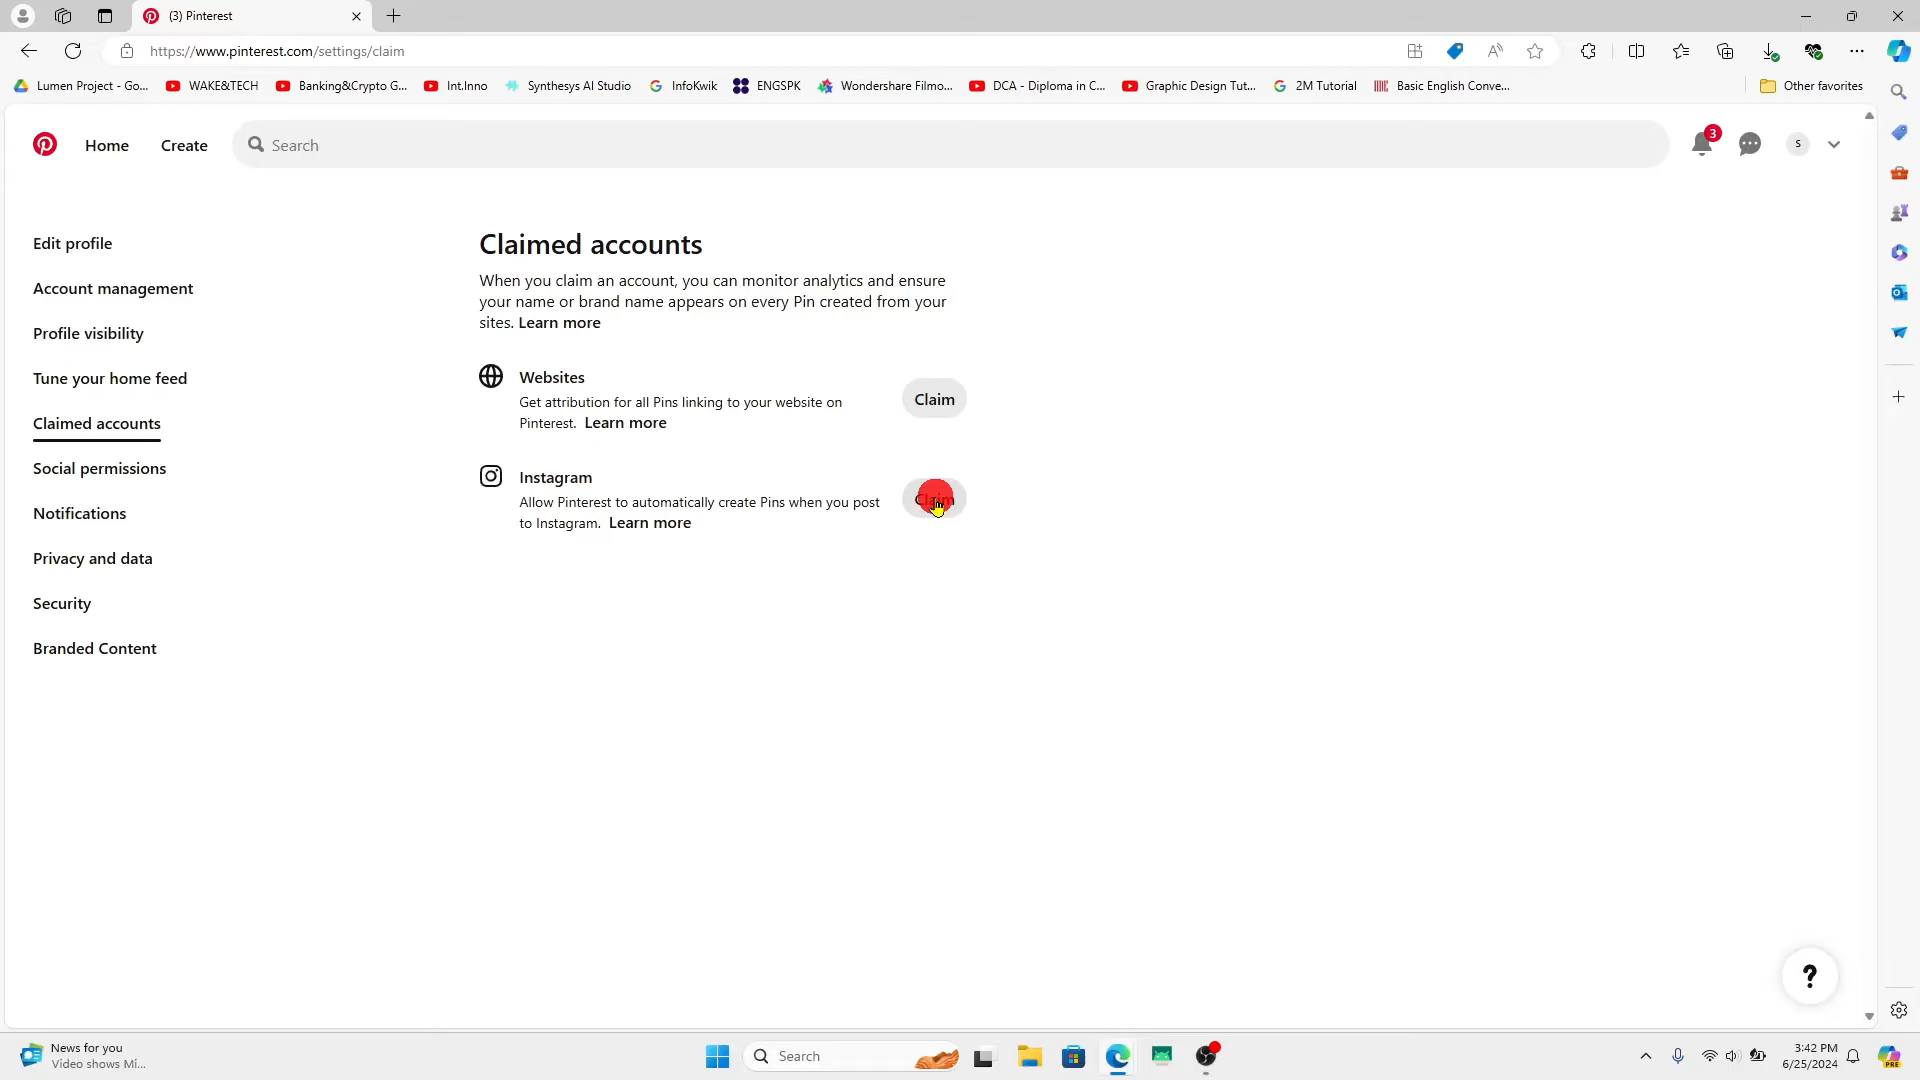 (3) Pinterest
https://www.pinterest.com/settings/claim
Lumen Project - Go... WAKE&TECH Banking&Crypto G... Int.Inno Synthesys AI Studio InfoKwik ENGSPK Wondershare Filmo... DCA - Diploma in C... Graphic Design Tut... 2M Tutorial Basic English Conve... Other favorites
Home Create Search 3 S
Edit profile
Account management
Profile visibility
Tune your home feed
Claimed accounts
Social permissions
Notifications
Privacy and data
Security
Branded Content
Claimed accounts
When you claim an account, you can monitor analytics and ensure
your name or brand name appears on every Pin created from your
sites. Learn more
Websites
Get attribution for all Pins linking to your website on
Pinterest. Learn more
Claim
Instagram
Allow Pinterest to automatically create Pins when you post
to Instagram. Learn more
Claim
?
News for you
Video shows Mi...
Search
PRE
3:42 PM
6/25/2024